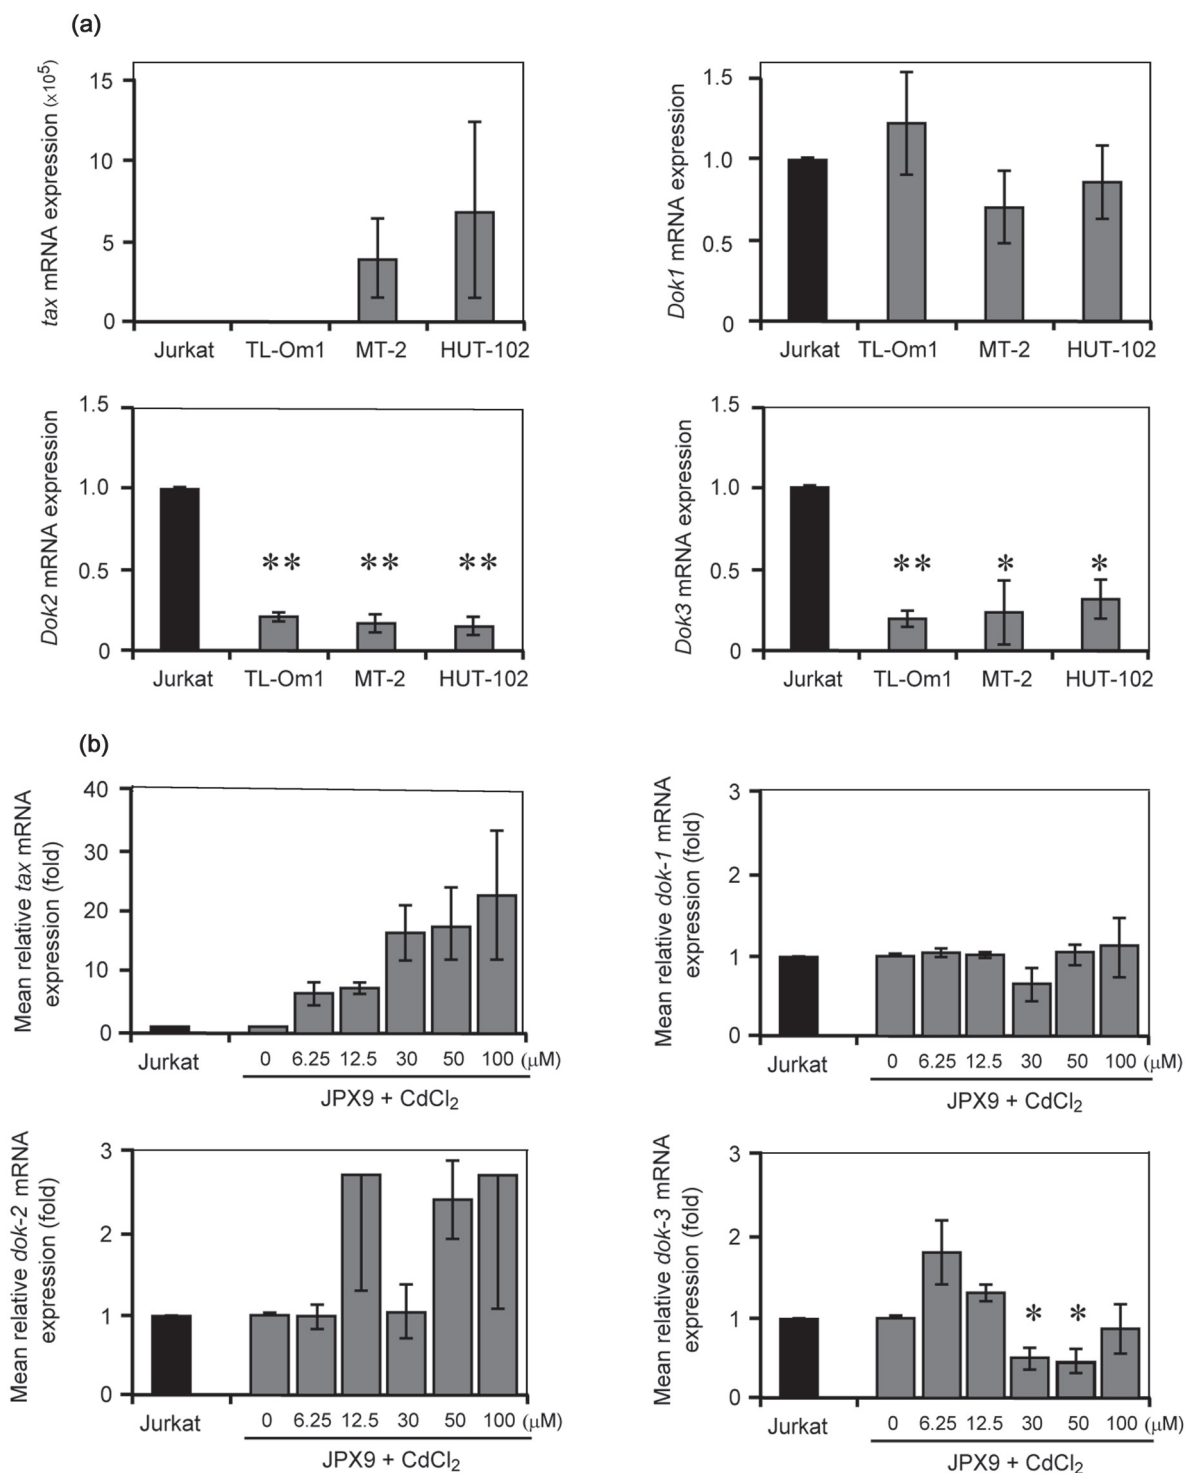 (a)
tax mRNA expression (×10⁵)
15
10
5
0
Jurkat TL-Om1 MT-2 HUT-102
Dok1 mRNA expression
1.5
1.0
0.5
0
Jurkat TL-Om1 MT-2 HUT-102
Dok2 mRNA expression
1.5
1.0
0.5
0
** ** **
Jurkat TL-Om1 MT-2 HUT-102
Dok3 mRNA expression
1.5
1.0
0.5
0
** * *
Jurkat TL-Om1 MT-2 HUT-102
(b)
Mean relative tax mRNA
expression (fold)
40
30
20
10
0
Jurkat 0 6.25 12.5 30 50 100 (μM)
JPX9 + CdCl₂
Mean relative dok-1 mRNA
expression (fold)
3
2
1
0
Jurkat 0 6.25 12.5 30 50 100 (μM)
JPX9 + CdCl₂
Mean relative dok-2 mRNA
expression (fold)
3
2
1
0
Jurkat 0 6.25 12.5 30 50 100 (μM)
JPX9 + CdCl₂
Mean relative dok-3 mRNA
expression (fold)
3
2
1
0
* *
Jurkat 0 6.25 12.5 30 50 100 (μM)
JPX9 + CdCl₂